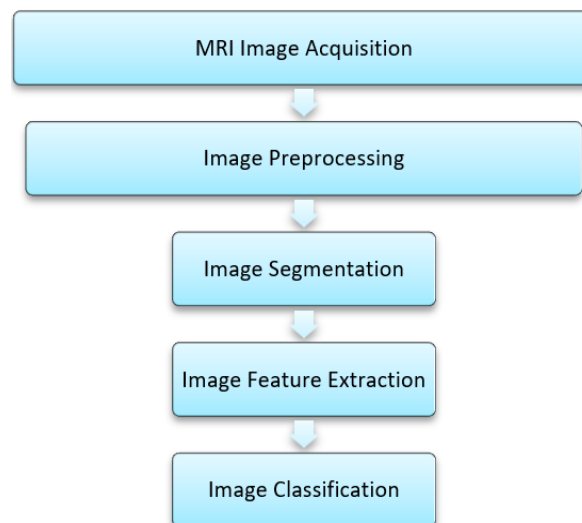 MRI Image Acquisition
Image Preprocessing
Image Segmentation
Image Feature Extraction
Image Classification